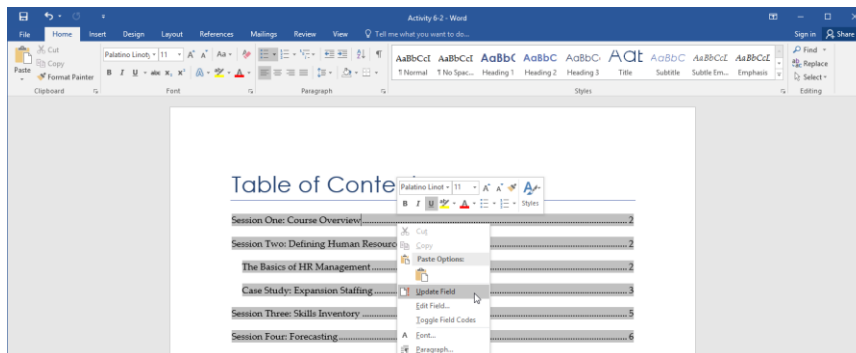 Activity 6-2 - Word
File Home Insert Design Layout References Mailings Review View Tell me what you want to do... Sign in Share
Cut
Copy
Paste
Format Painter
Clipboard
Palatino Linoty 11
Font
Paragraph
AaBbCcI AaBbCcI AaBbC AaBbC AaBbC AaE AaBbC AaBbCcL AaBbCcL
¶ Normal ¶ No Spac... Heading 1 Heading 2 Heading 3 Title Subtitle Subtle Em... Emphasis
Styles
Find
Replace
Select
Editing
Table of Conte
Palatino Linot 11
B I U Styles
Session One: Course Overview 2
Session Two: Defining Human Resourc 2
The Basics of HR Management 2
Case Study: Expansion Staffing 3
Session Three: Skills Inventory 5
Session Four: Forecasting 6
Cut
Copy
Paste Options:
Update Field
Edit Field...
Toggle Field Codes
Font...
Paragraph...